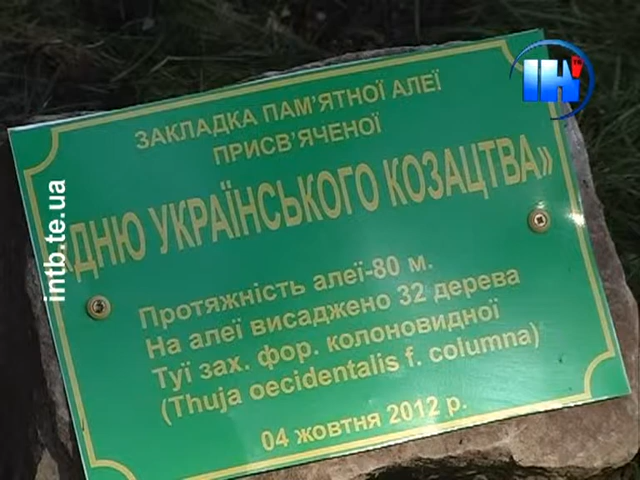 ІНТБ
ЗАКЛАДКА ПАМ'ЯТНОЇ АЛЕЇ
ПРИСВ'ЯЧЕНОЇ
«ДНЮ УКРАЇНСЬКОГО КОЗАЦТВА»
Протяжність алеї-80 м.
На алеї висаджено 32 дерева
Туї зах. фор. колоновидної
(Thuja oecidentalis f. columna)
04 жовтня 2012 р.
intb.te.ua